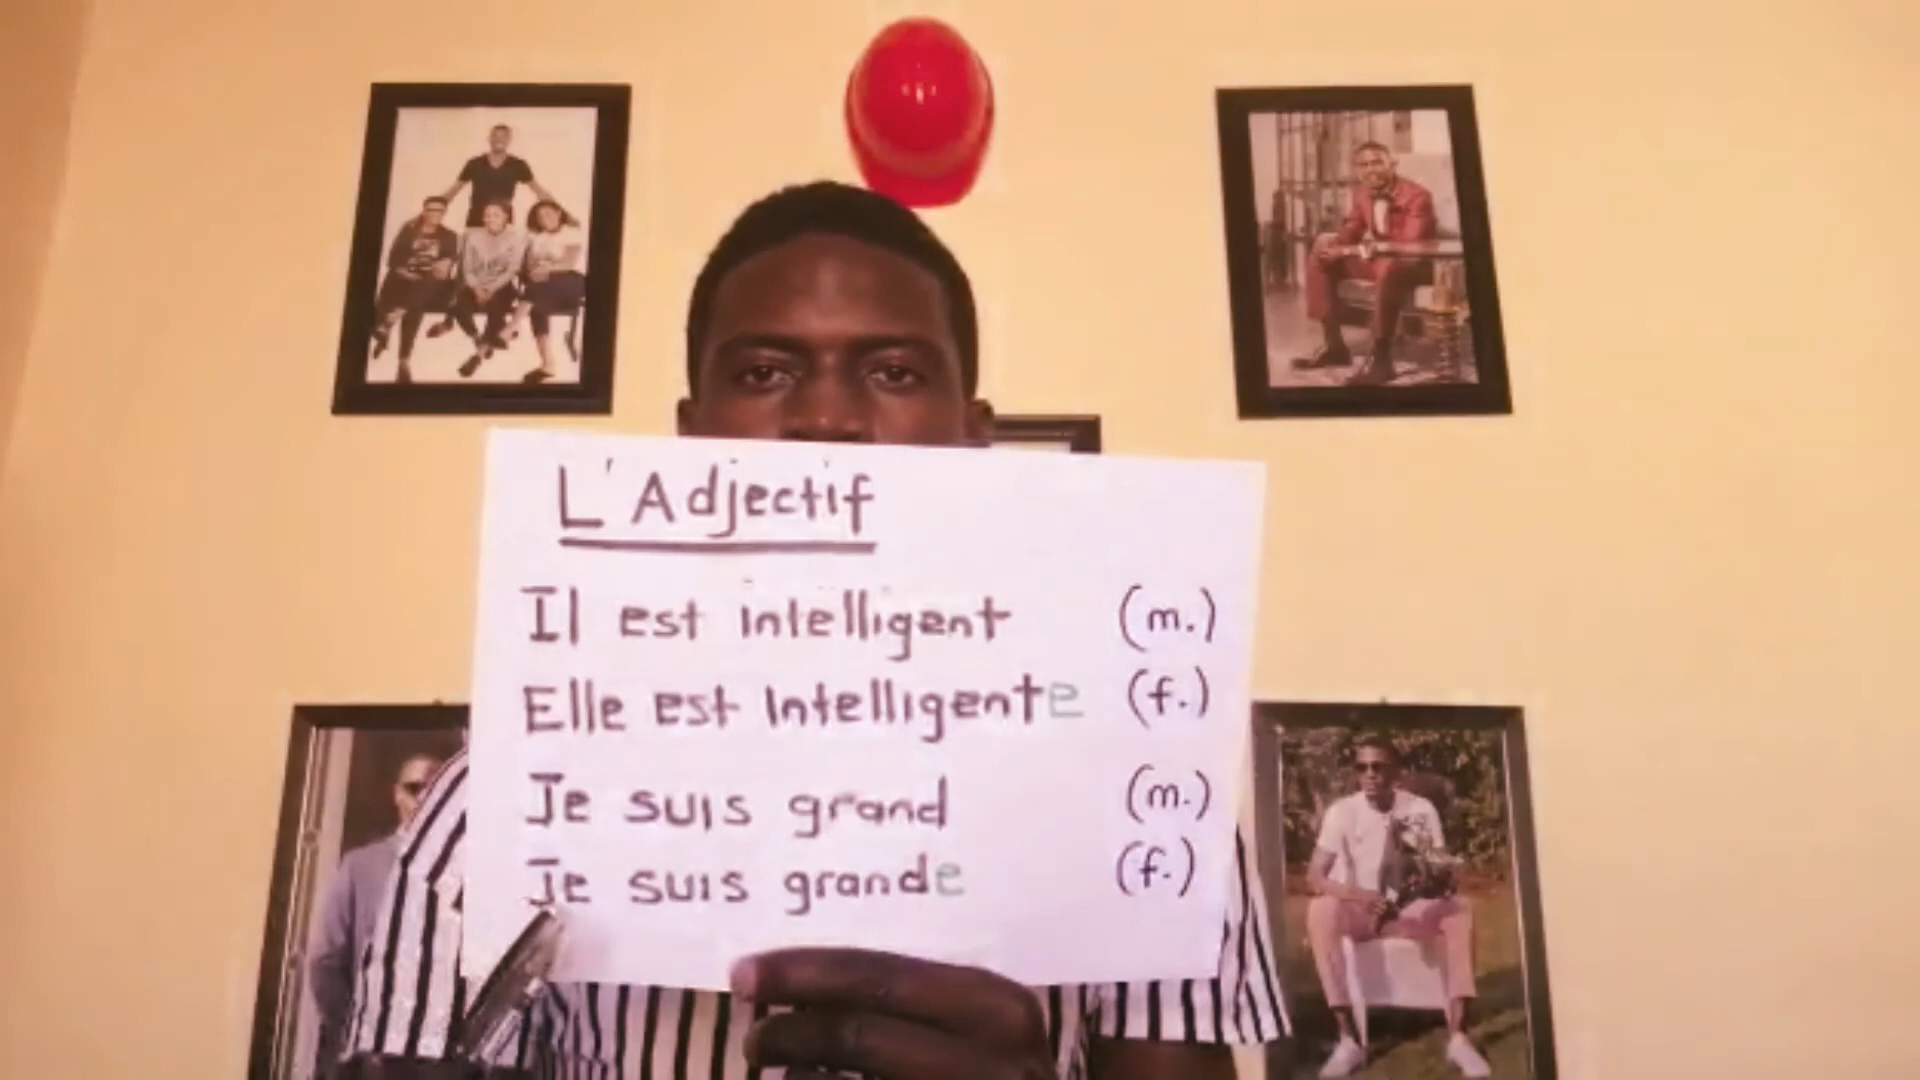 L'Adjectif
Il est intelligent (m.)
Elle est Intelligente (f.)
Je suis grand (m.)
Je suis grande (f.)